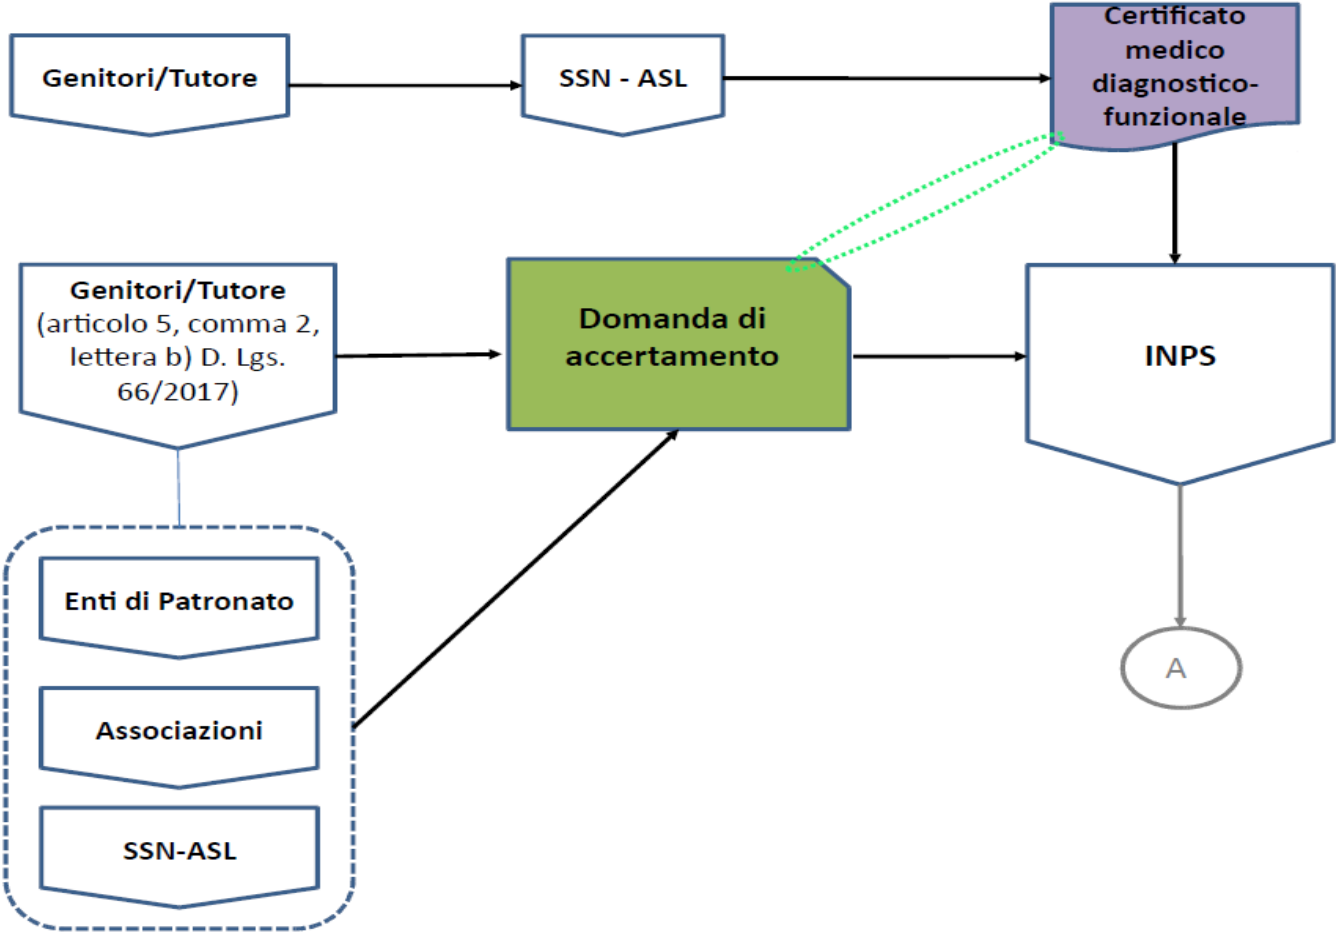 Genitori/Tutore
SSN - ASL
Certificato
medico
diagnostico-
funzionale
Genitori/Tutore
(articolo 5, comma 2,
lettera b) D. Lgs.
66/2017)
Domanda di
accertamento
INPS
Enti di Patronato
Associazioni
SSN-ASL
A